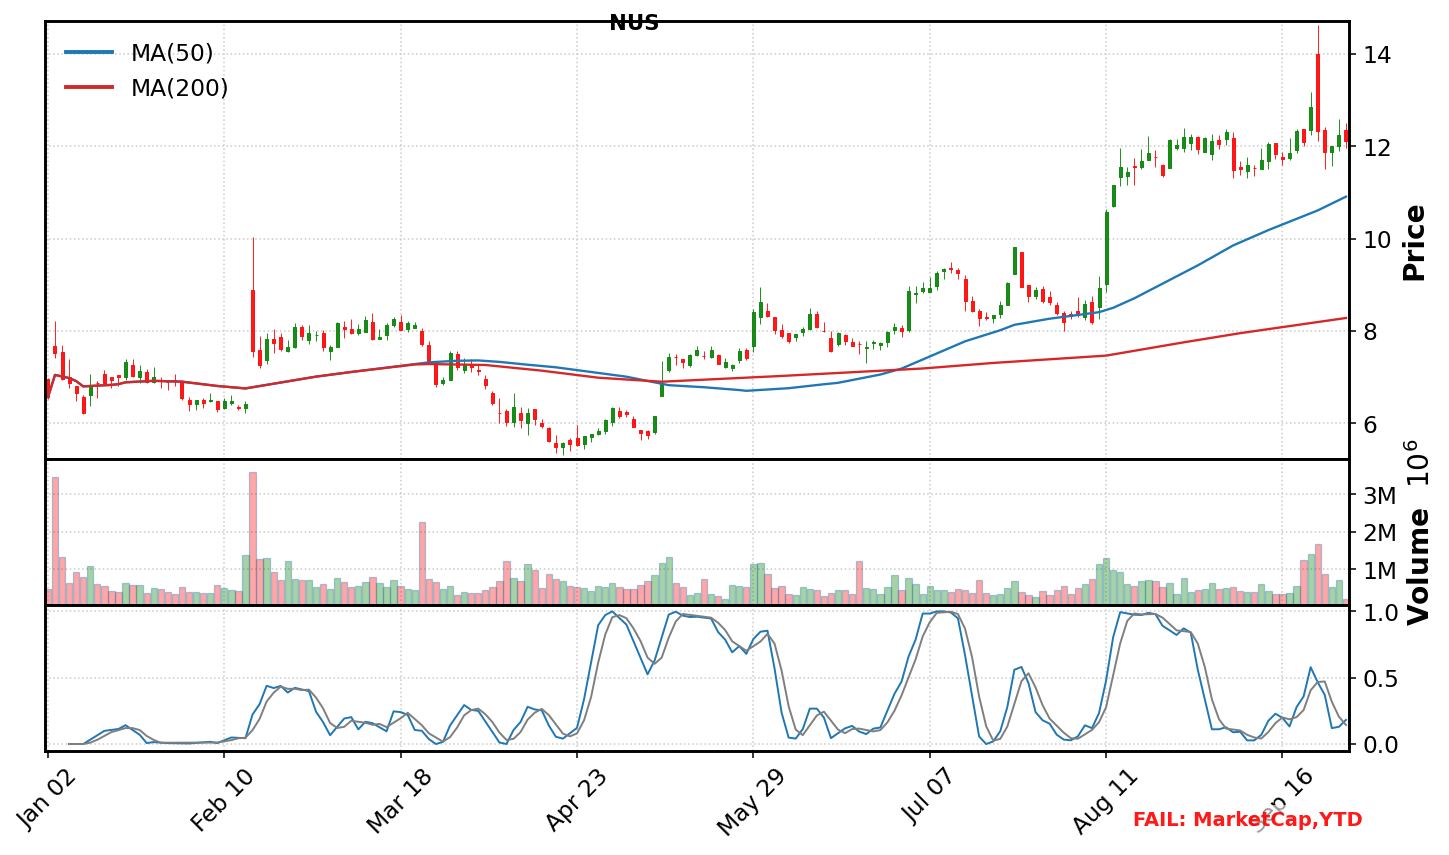 NUS
MA(50)
MA(200)
14
12
10
8
6
Price
3M
2M
1M
Volume 10⁶
1.0
0.5
0.0
Jan 02
Feb 10
Mar 18
Apr 23
May 29
Jul 07
Aug 11
Sep 16
FAIL: MarketCap,YTD